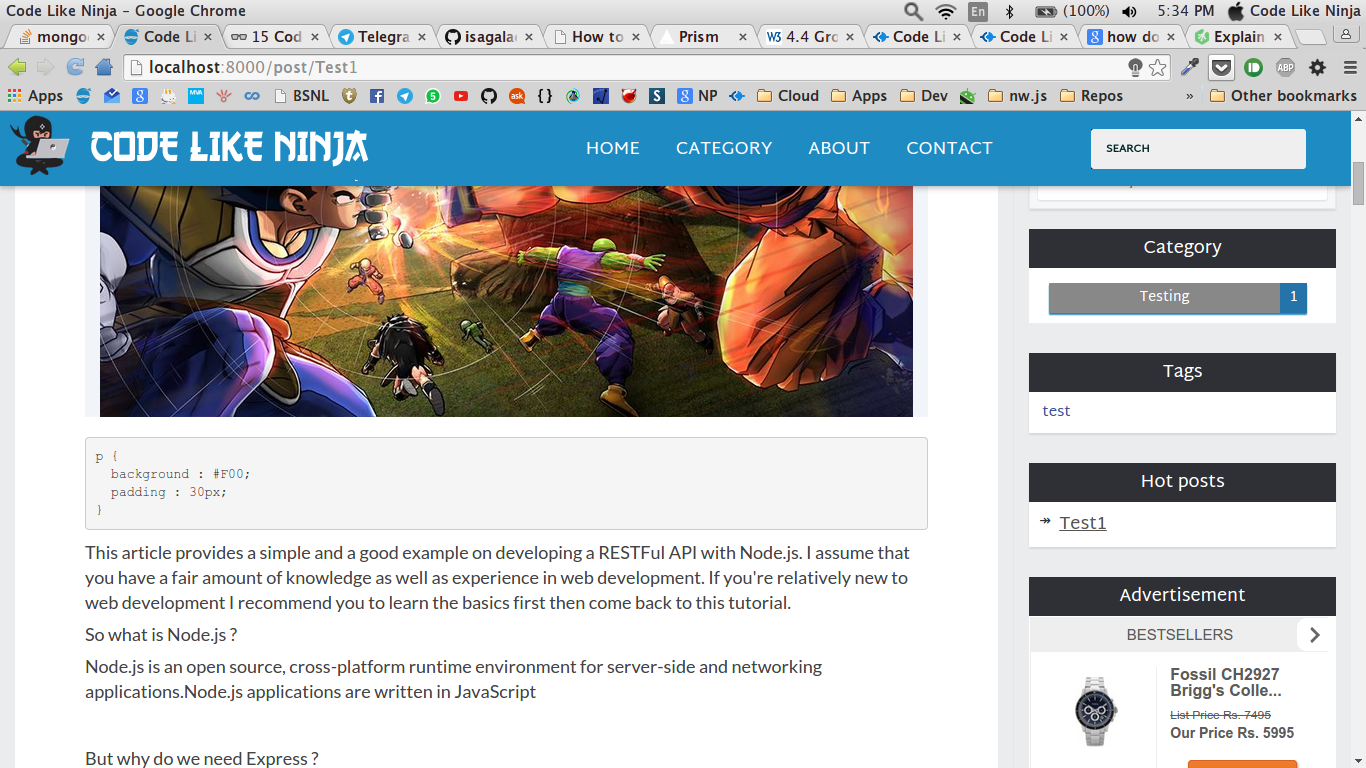 Code Like Ninja - Google Chrome
En
(100%)
5:34 PM
Code Like Ninja
mongo
Code Li
15 Cod
Telegra
isagala
How to
Prism
W3 4.4 Gro
Code Li
Code Li
8 how do
Explain
localhost:8000/post/Test1
ABP
Apps
MVA
8
BSNL
ask
{ }
S
8 NP
Cloud
Apps
Dev
nw.js
Repos
»
Other bookmarks
CODE LIKE NINJA
HOME
CATEGORY
ABOUT
CONTACT
SEARCH
Category
Testing
1
Tags
test
Hot posts
Test1
Advertisement
BESTSELLERS
Fossil CH2927
Brigg's Colle...
List Price Rs. 7495
Our Price Rs. 5995
p {
background : #F00;
padding : 30px;
}
This article provides a simple and a good example on developing a RESTFul API with Node.js. I assume that
you have a fair amount of knowledge as well as experience in web development. If you're relatively new to
web development I recommend you to learn the basics first then come back to this tutorial.
So what is Node.js ?
Node.js is an open source, cross-platform runtime environment for server-side and networking
applications.Node.js applications are written in JavaScript
But why do we need Express ?